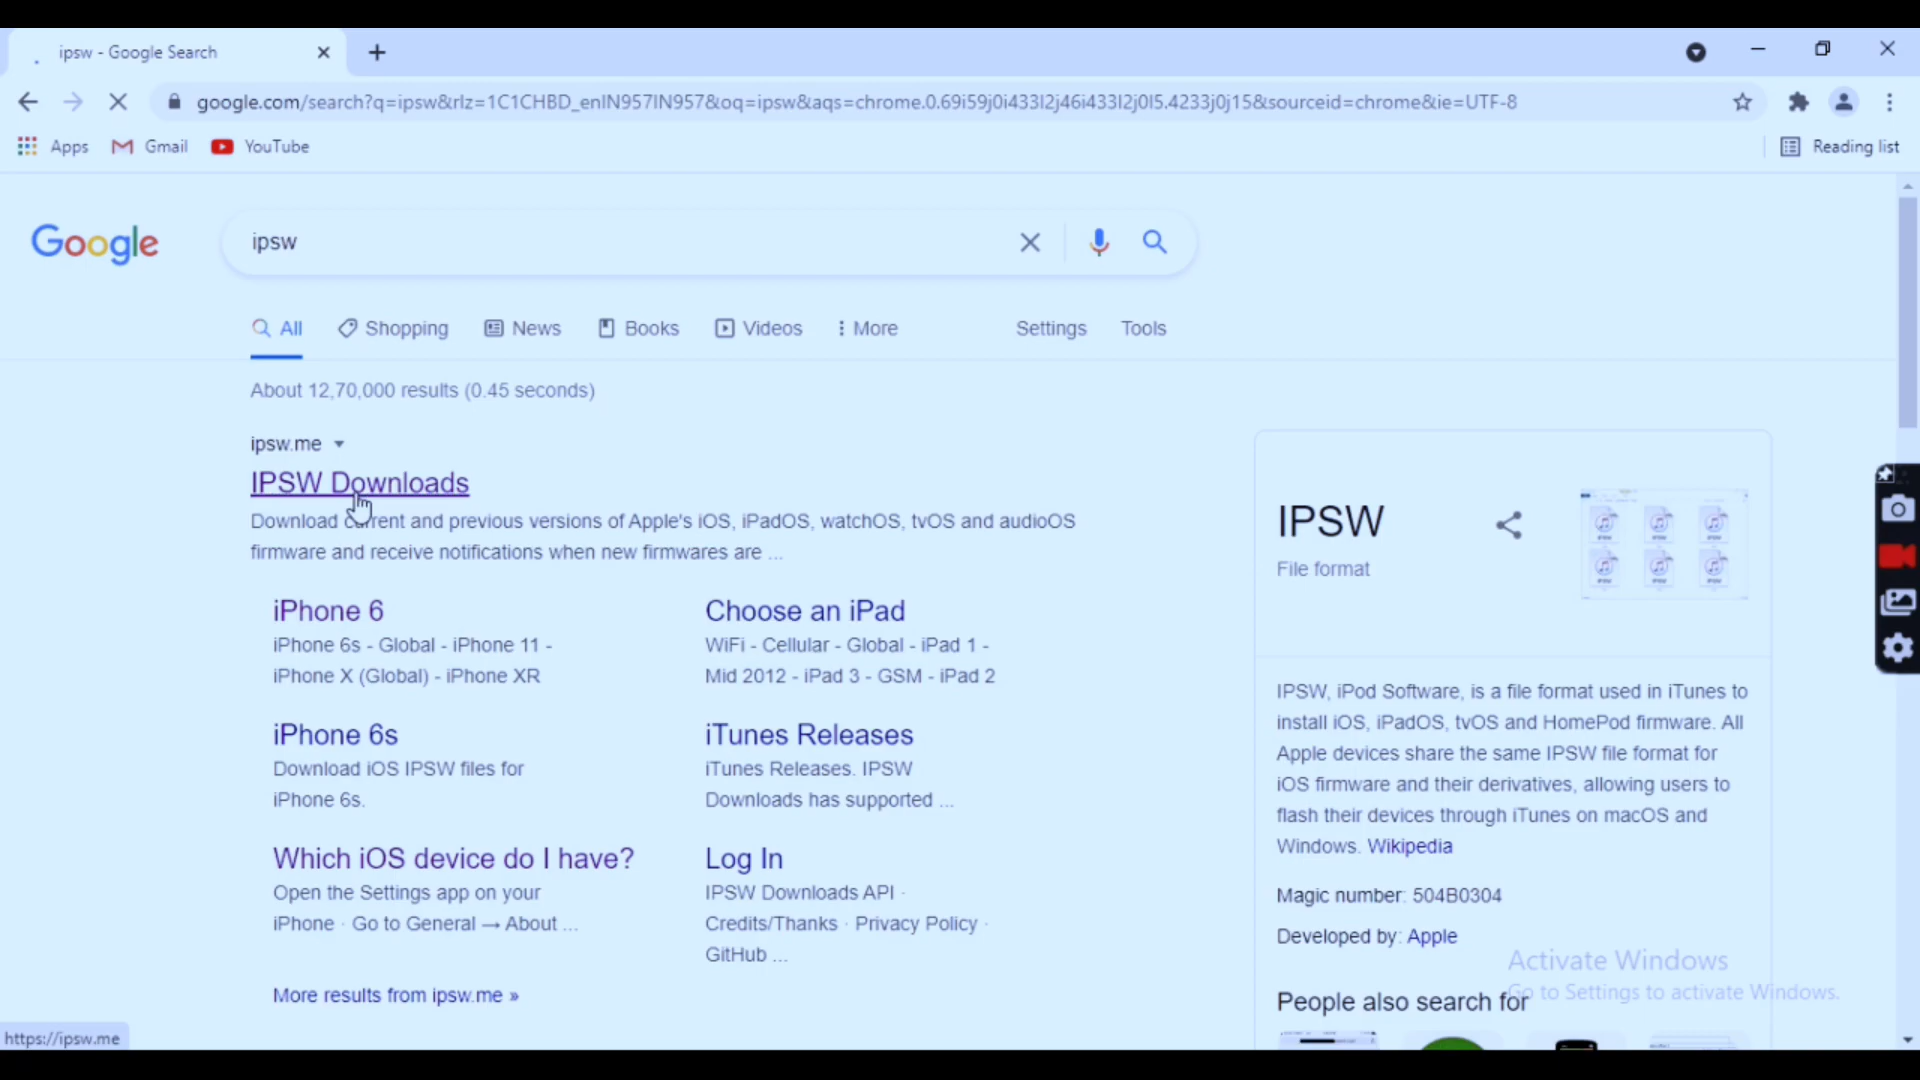 ipsw - Google Search
google.com/search?q=ipsw&rlz=1C1CHBD_enIN957IN957&oq=ipsw&aqs=chrome.0.69i59j0i433l2j46i433l2j0l5.4233j0j15&sourceid=chrome&ie=UTF-8
Apps Gmail YouTube Reading list
Google ipsw
All Shopping News Books Videos More Settings Tools
About 12,70,000 results (0.45 seconds)
ipsw.me
IPSW Downloads
Download current and previous versions of Apple's iOS, iPadOS, watchOS, tvOS and audioOS
firmware and receive notifications when new firmwares are ...
iPhone 6
iPhone 6s - Global - iPhone 11 -
iPhone X (Global) - iPhone XR
Choose an iPad
WiFi - Cellular - Global - iPad 1 -
Mid 2012 - iPad 3 - GSM - iPad 2
iPhone 6s
Download iOS IPSW files for
iPhone 6s.
iTunes Releases
iTunes Releases. IPSW
Downloads has supported ...
Which iOS device do I have?
Open the Settings app on your
iPhone · Go to General → About ...
Log In
IPSW Downloads API ·
Credits/Thanks · Privacy Policy ·
GitHub ...
More results from ipsw.me »
IPSW
File format
IPSW, iPod Software, is a file format used in iTunes to
install iOS, iPadOS, tvOS and HomePod firmware. All
Apple devices share the same IPSW file format for
iOS firmware and their derivatives, allowing users to
flash their devices through iTunes on macOS and
Windows. Wikipedia
Magic number: 504B0304
Developed by: Apple
People also search for
Activate Windows
Go to Settings to activate Windows.
https://ipsw.me